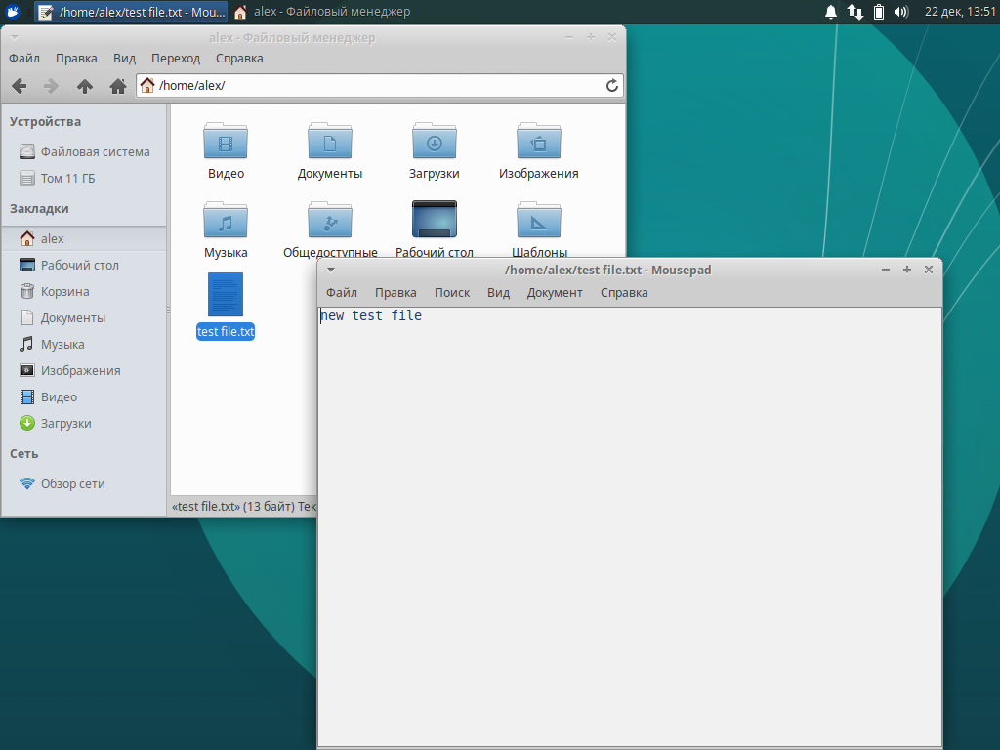 /home/alex/test file.txt - Mou...
alex - Файловый менеджер
22 дек, 13:51
alex - Файловый менеджер
Файл Правка Вид Переход Справка
/home/alex/
Устройства
Файловая система
Том 11 ГБ
Закладки
alex
Рабочий стол
Корзина
Документы
Музыка
Изображения
Видео
Загрузки
Сеть
Обзор сети
Видео Документы Загрузки Изображения
Музыка Общедоступные Рабочий стол Шаблоны
test file.txt
«test file.txt» (13 байт) Тек
/home/alex/test file.txt - Mousepad
Файл Правка Поиск Вид Документ Справка
new test file